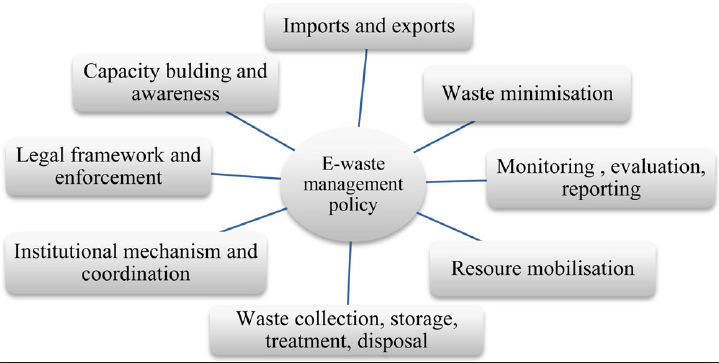 Imports and exports
Capacity bulding and
awareness
Waste minimisation
Legal framework and
enforcement
E-waste
management
policy
Monitoring , evaluation,
reporting
Institutional mechanism and
coordination
Resoure mobilisation
Waste collection, storage,
treatment, disposal